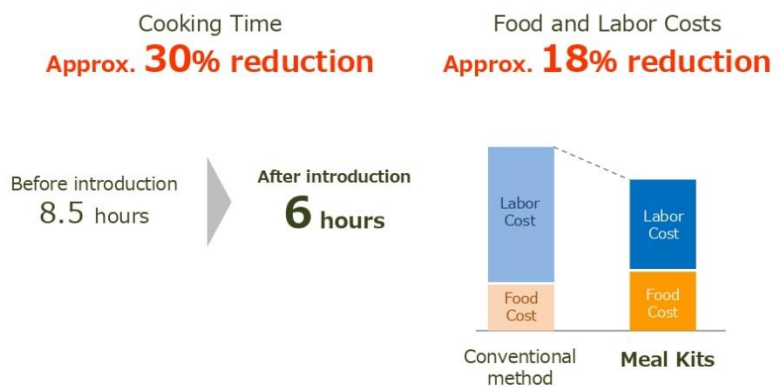 Cooking Time
Approx. 30% reduction
Before introduction
8.5 hours
After introduction
6 hours
Food and Labor Costs
Approx. 18% reduction
Labor
Cost
Food
Cost
Labor
Cost
Food
Cost
Conventional
method
Meal Kits